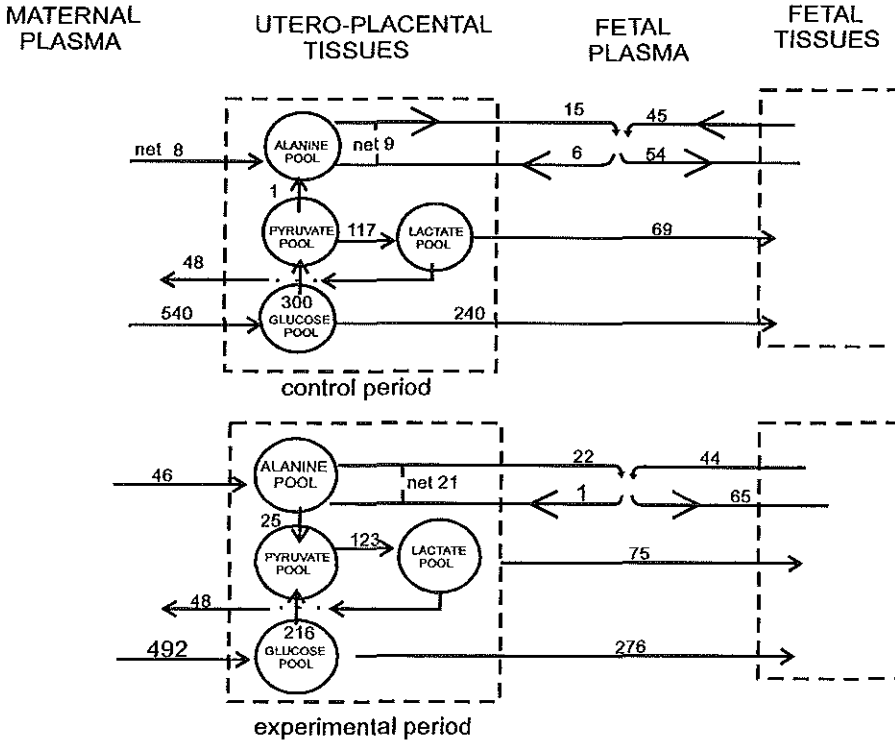 MATERNAL
PLASMA
UTERO-PLACENTAL
TISSUES
FETAL
PLASMA
FETAL
TISSUES
ALANINE
POOL
net 8
net 9
15
45
6
54
1
PYRUVATE
POOL
117
LACTATE
POOL
69
48
300
GLUCOSE
POOL
540
240
control period
ALANINE
POOL
46
net 21
22
44
1
65
25
PYRUVATE
POOL
123
LACTATE
POOL
75
48
216
GLUCOSE
POOL
492
276
experimental period